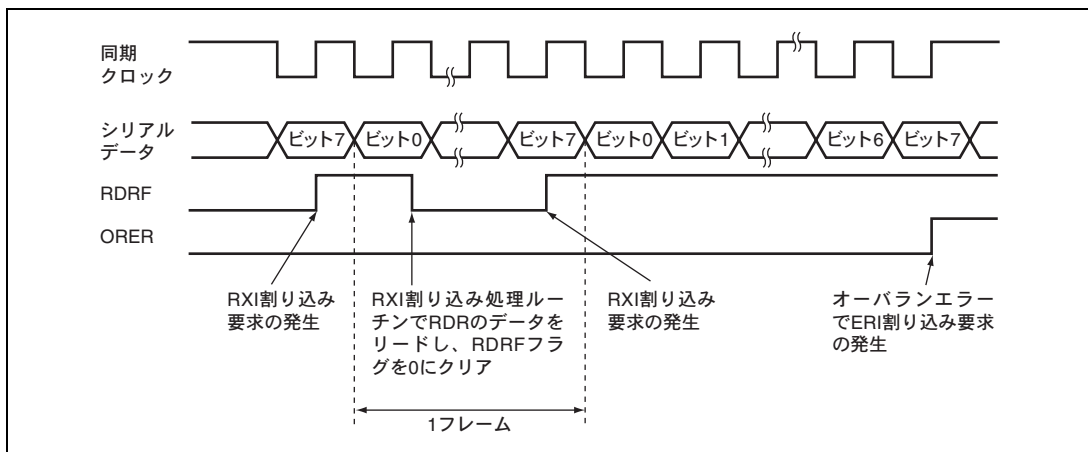 同期
クロック
シリアル
データ
ビット7
ビット0
ビット7
ビット0
ビット1
ビット6
ビット7
RDRF
ORER
RXI割り込み
要求の発生
RXI割り込み処理ルー
チンでRDRのデータを
リードし、RDRFフラ
グを0にクリア
RXI割り込み
要求の発生
オーバランエラー
でERI割り込み要求
の発生
1フレーム